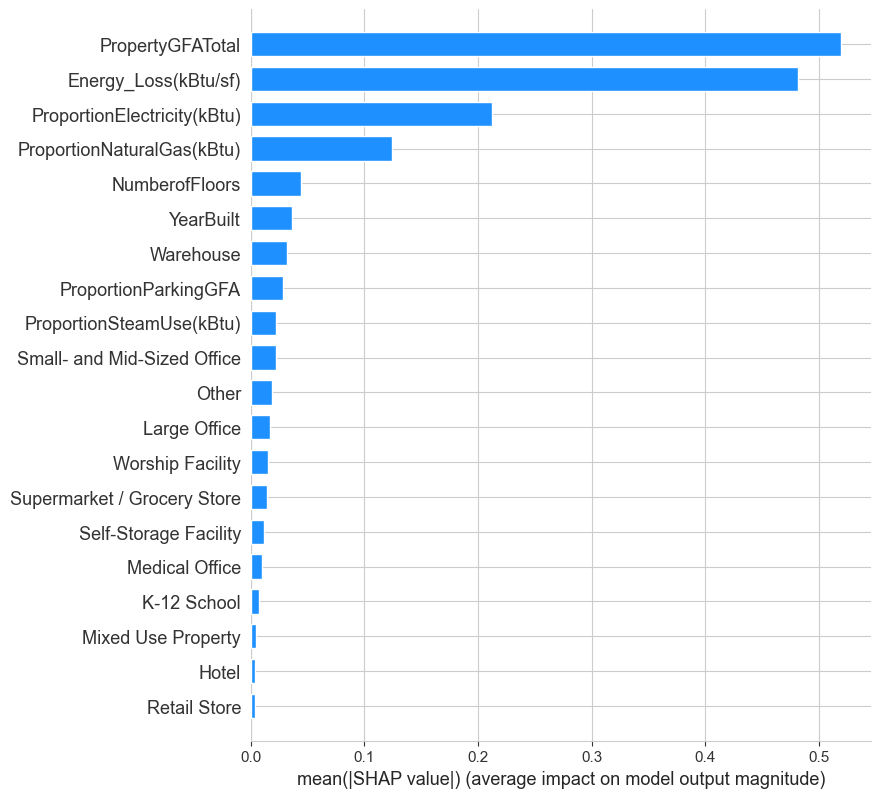 PropertyGFATotal
Energy_Loss(kBtu/sf)
ProportionElectricity(kBtu)
ProportionNaturalGas(kBtu)
NumberofFloors
YearBuilt
Warehouse
ProportionParkingGFA
ProportionSteamUse(kBtu)
Small- and Mid-Sized Office
Other
Large Office
Worship Facility
Supermarket / Grocery Store
Self-Storage Facility
Medical Office
K-12 School
Mixed Use Property
Hotel
Retail Store
0.0 0.1 0.2 0.3 0.4 0.5
mean(|SHAP value|) (average impact on model output magnitude)